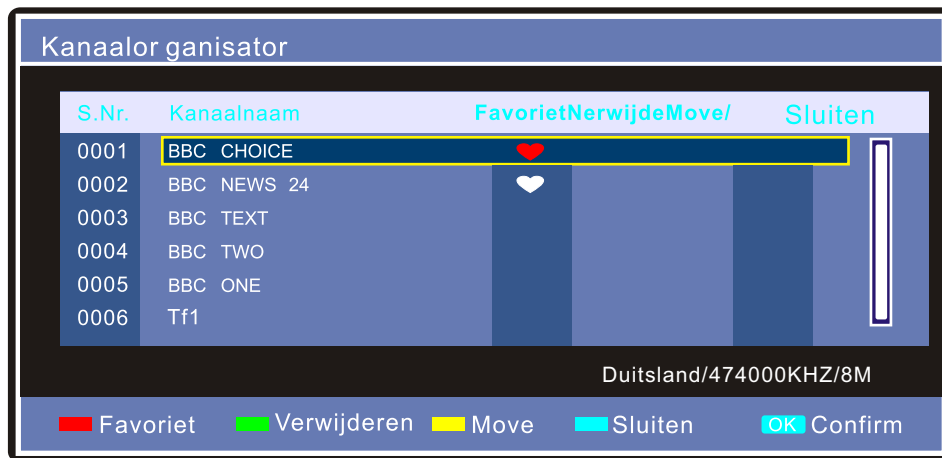 Kanaalor ganisator
S.Nr. Kanaalnaam FavorietNerwijdeMove/ Sluiten
0001 BBC CHOICE
0002 BBC NEWS 24
0003 BBC TEXT
0004 BBC TWO
0005 BBC ONE
0006 Tf1
Duitsland/474000KHZ/8M
Favoriet Verwijderen Move Sluiten OK Confirm